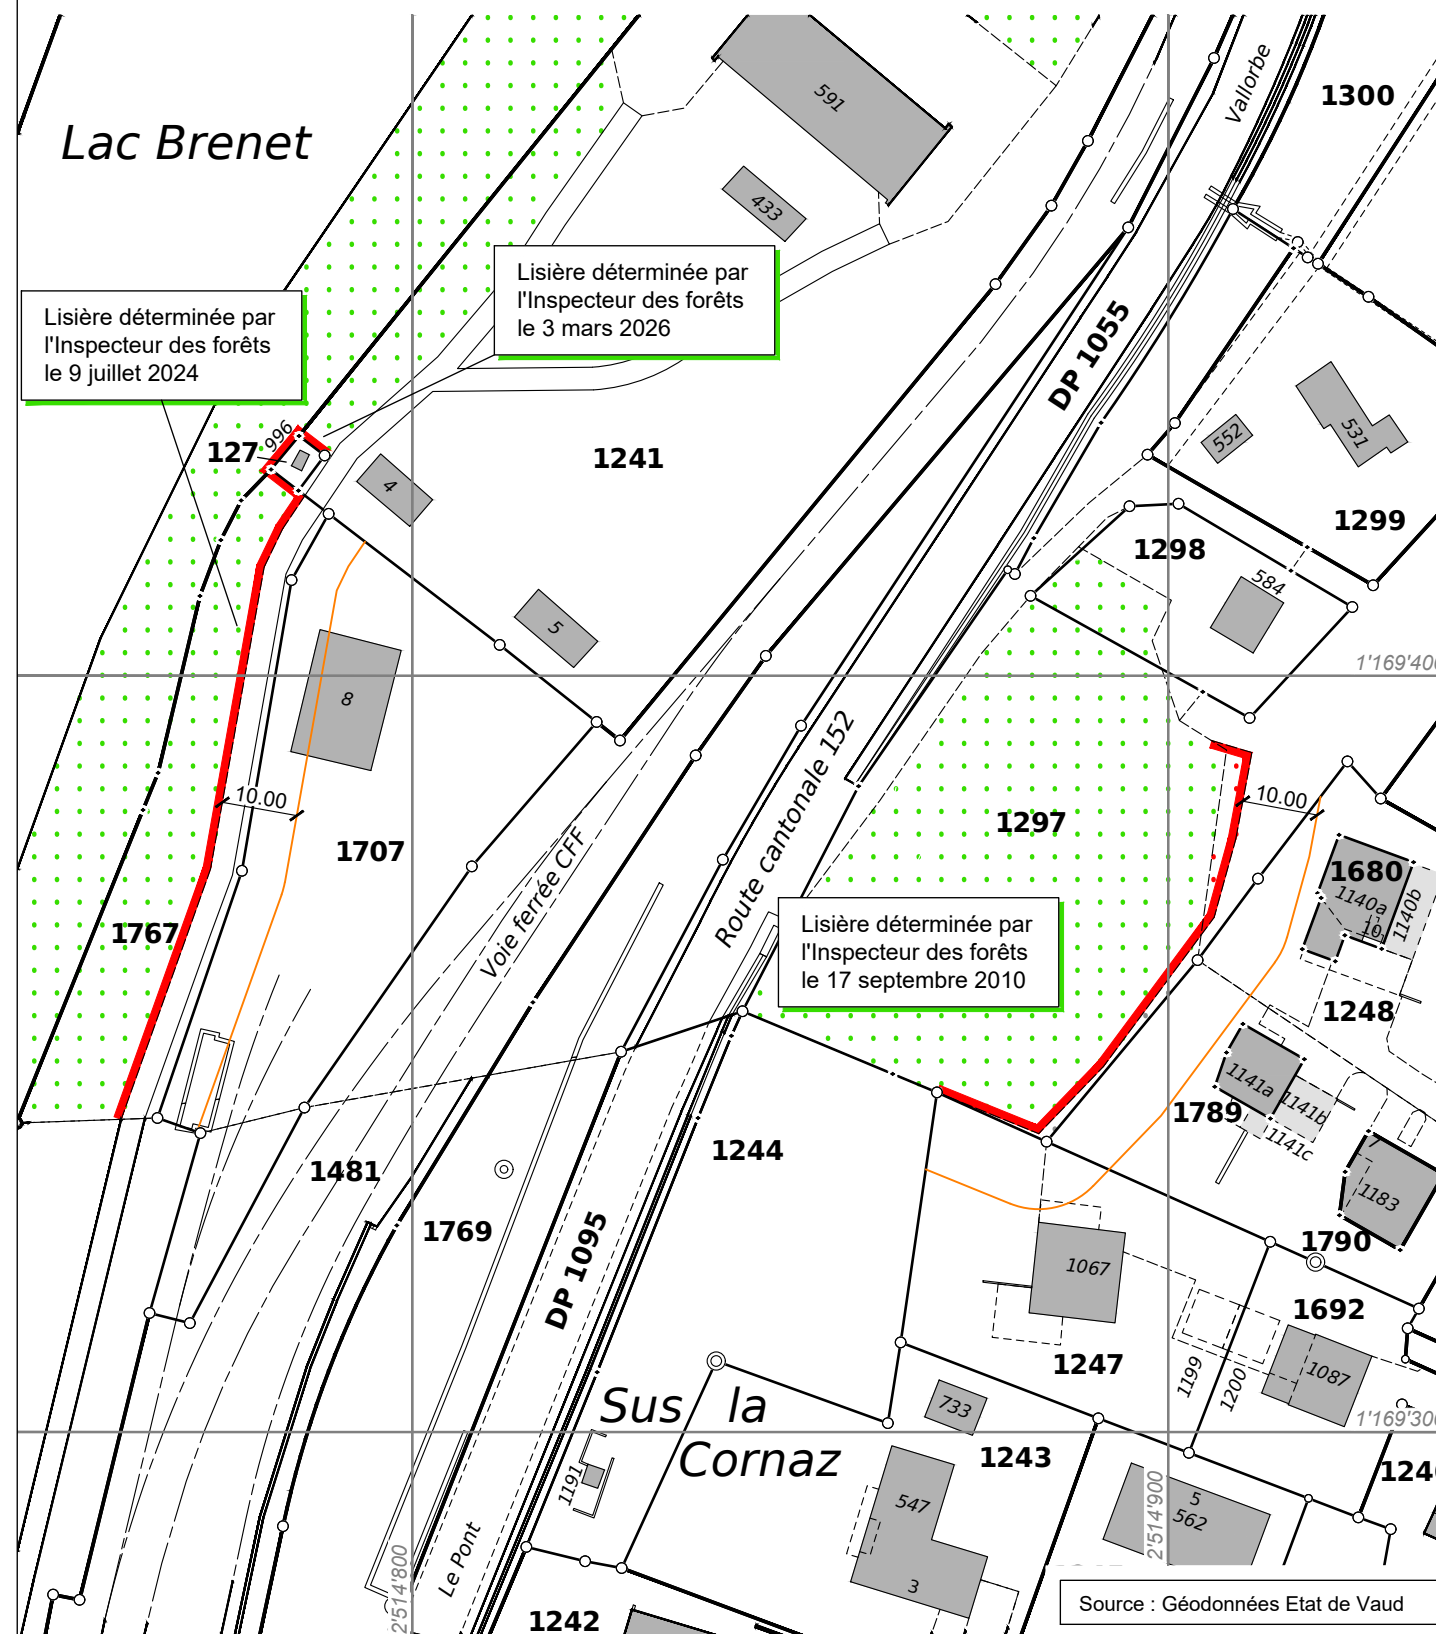 Lac Brenet
591
433
Vallorbe
1300
Lisière déterminée par
l'Inspecteur des forêts
le 3 mars 2026
Lisière déterminée par
l'Inspecteur des forêts
le 9 juillet 2024
DP 1055
996
127
4
1241
552
531
1299
1298
584
5
8
1'169'40
10.00
1707
Voie ferrée CFF
Route cantonale 152
1297
10.00
1680
1140a
10
1140b
1767
Lisière déterminée par
l'Inspecteur des forêts
le 17 septembre 2010
1248
1141a
1141b
1141c
1789
1244
1481
1769
DP 1095
1183
1790
1067
1692
1247
1199
1200
1087
Sus la
Cornaz
733
1243
1'169'30
124
1191
547
3
5
562
2'514'800
Le Pont
2'514'900
1242
Source : Géodonnées Etat de Vaud